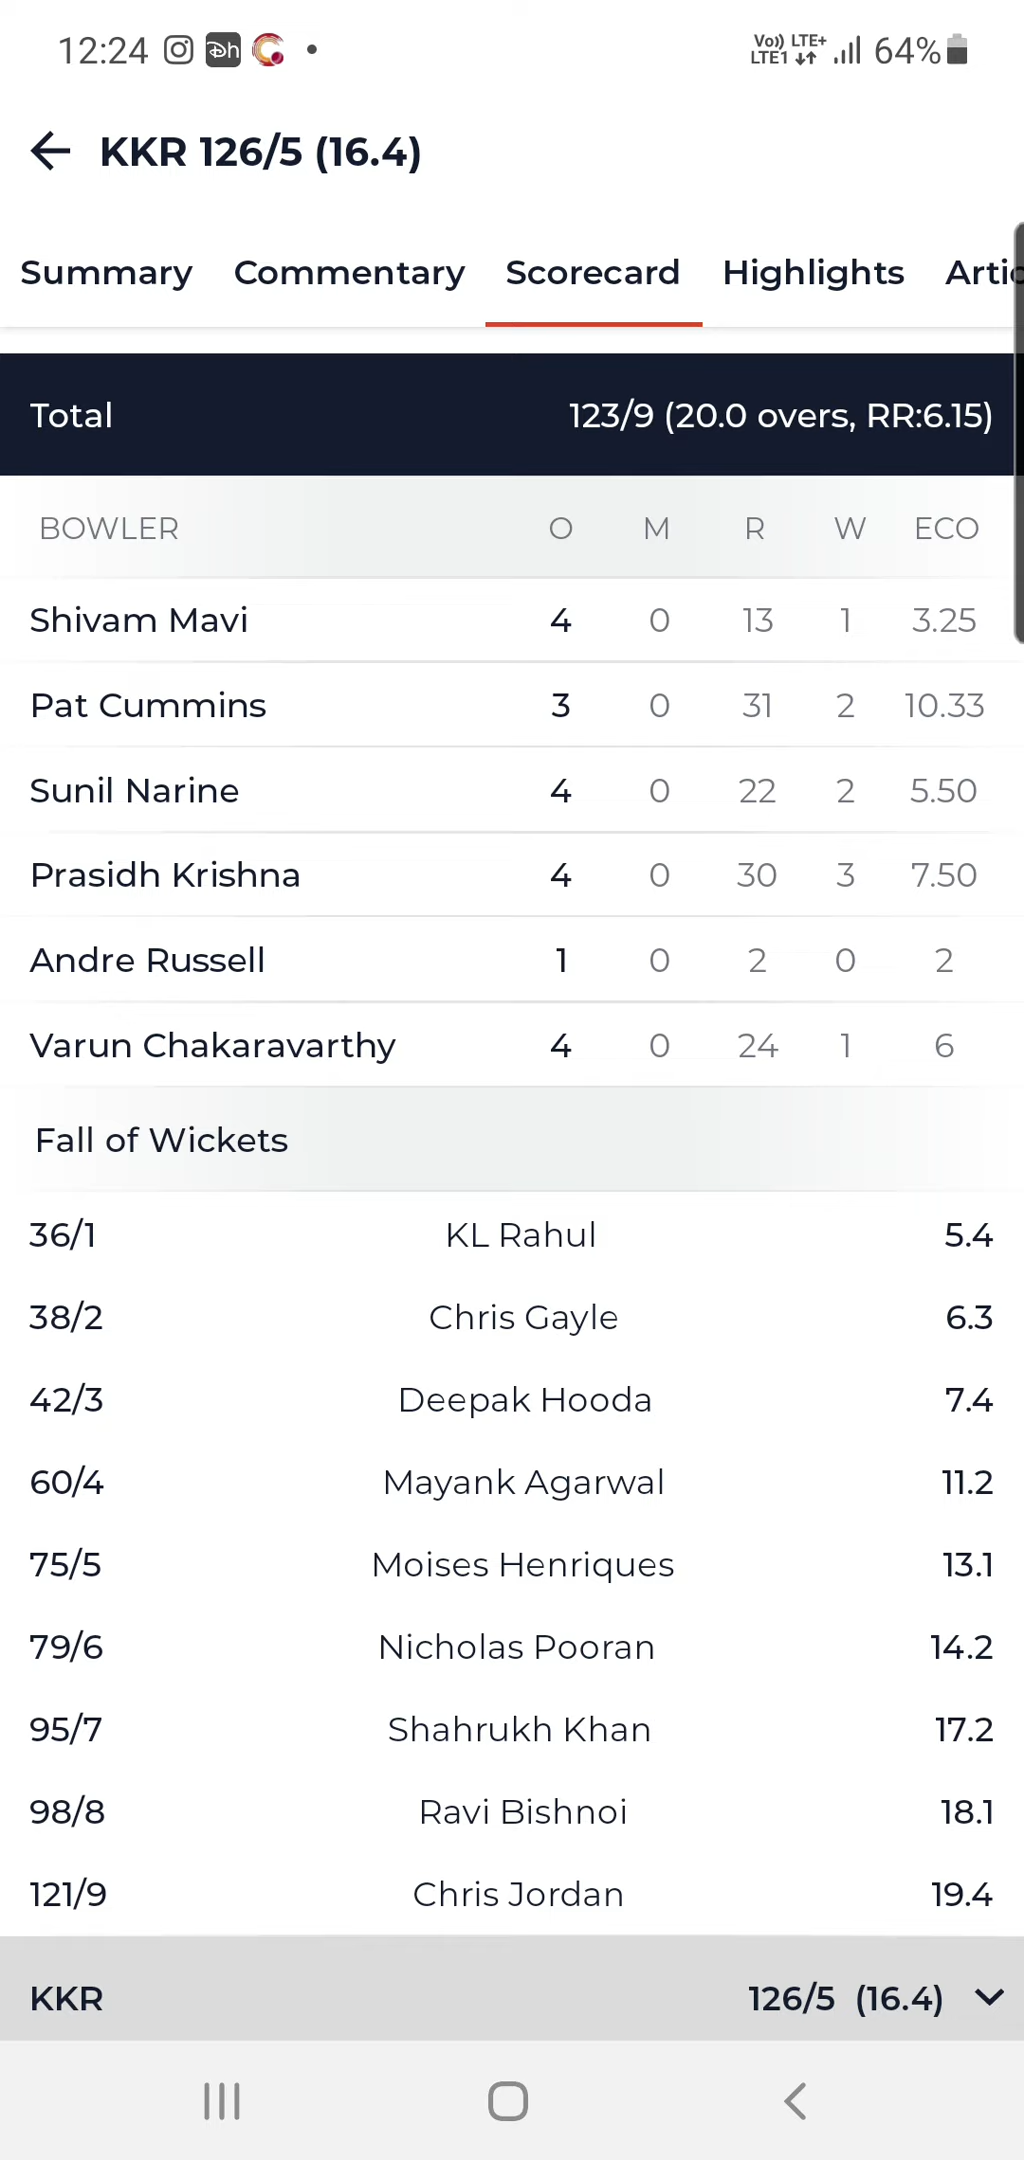 12:24 Vo)) LTE+ LTE1 64%
KKR 126/5 (16.4)
Summary Commentary Scorecard Highlights Artic
Total 123/9 (20.0 overs, RR:6.15)
BOWLER O M R W ECO
Shivam Mavi 4 0 13 1 3.25
Pat Cummins 3 0 31 2 10.33
Sunil Narine 4 0 22 2 5.50
Prasidh Krishna 4 0 30 3 7.50
Andre Russell 1 0 2 0 2
Varun Chakaravarthy 4 0 24 1 6
Fall of Wickets
36/1 KL Rahul 5.4
38/2 Chris Gayle 6.3
42/3 Deepak Hooda 7.4
60/4 Mayank Agarwal 11.2
75/5 Moises Henriques 13.1
79/6 Nicholas Pooran 14.2
95/7 Shahrukh Khan 17.2
98/8 Ravi Bishnoi 18.1
121/9 Chris Jordan 19.4
KKR 126/5 (16.4)